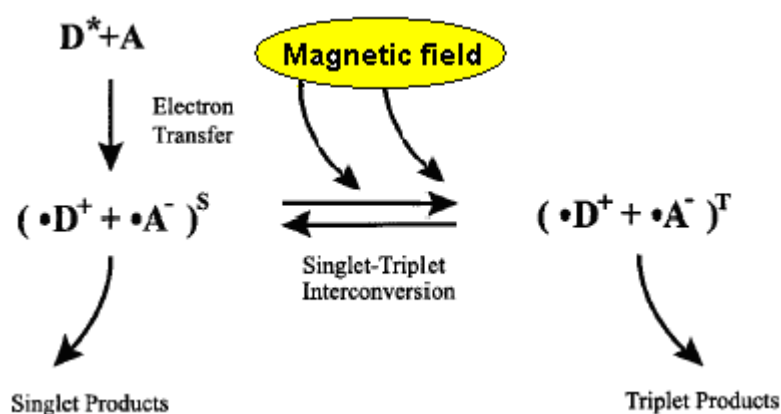 D*+A
Magnetic field
Electron
Transfer
( •D⁺ + •A⁻ )ˢ
( •D⁺ + •A⁻ )ᵀ
Singlet-Triplet
Interconversion
Singlet Products
Triplet Products